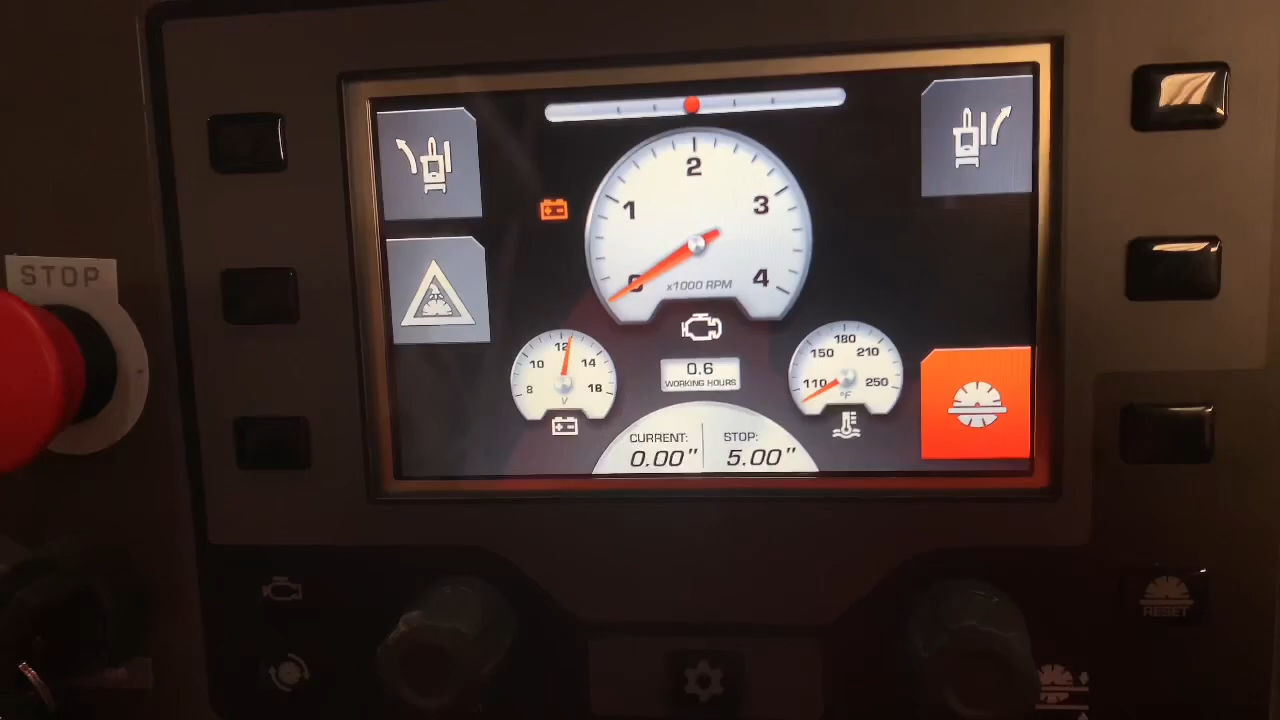 STOP
2
1
3
0
4
x1000 RPM
12
10
14
8
18
V
0.6
WORKING HOURS
180
150
210
110
250
°F
CURRENT:
0.00"
STOP:
5.00"
RESET